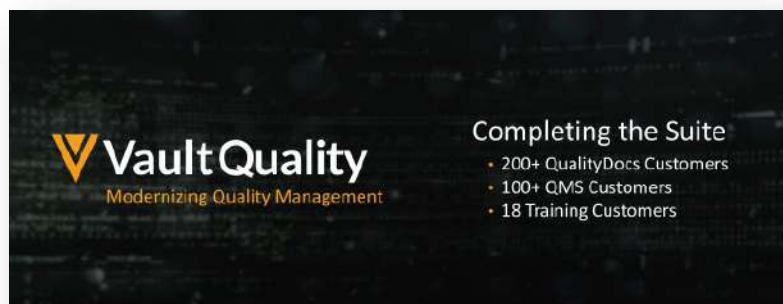 Vault Quality
Modernizing Quality Management
Completing the Suite
• 200+ QualityDocs Customers
• 100+ QMS Customers
• 18 Training Customers